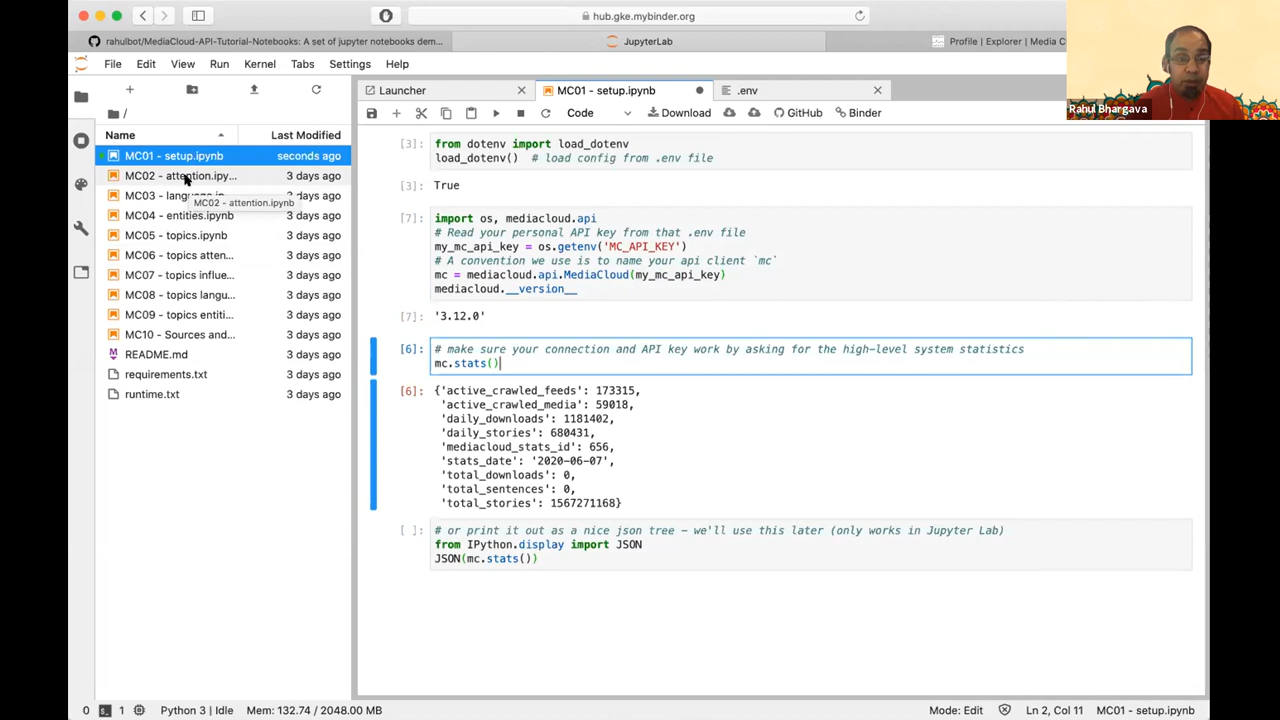 hub.gke.mybinder.org
rahulbot/MediaCloud-API-Tutorial-Notebooks: A set of jupyter notebooks dem...
JupyterLab
Profile | Explorer | Media C
File Edit View Run Kernel Tabs Settings Help
Launcher
MC01 - setup.ipynb
.env
Code
Download
GitHub
Binder
/
Name
Last Modified
MC01 - setup.ipynb seconds ago
MC02 - attention.ipy... 3 days ago
MC03 - language.ip 3 days ago
MC02 - attention.ipynb
MC04 - entities.ipynb 3 days ago
MC05 - topics.ipynb 3 days ago
MC06 - topics atten... 3 days ago
MC07 - topics influe... 3 days ago
MC08 - topics langu... 3 days ago
MC09 - topics entiti... 3 days ago
MC10 - Sources and... 3 days ago
README.md 3 days ago
requirements.txt 3 days ago
runtime.txt 3 days ago
[3]: from dotenv import load_dotenv
load_dotenv()  # load config from .env file
[3]: True
[7]: import os, mediacloud.api
# Read your personal API key from that .env file
my_mc_api_key = os.getenv('MC_API_KEY')
# A convention we use is to name your api client `mc`
mc = mediacloud.api.MediaCloud(my_mc_api_key)
mediacloud.__version__
[7]: '3.12.0'
[6]: # make sure your connection and API key work by asking for the high-level system statistics
mc.stats()
[6]: {'active_crawled_feeds': 173315,
'active_crawled_media': 59018,
'daily_downloads': 1181402,
'daily_stories': 680431,
'mediacloud_stats_id': 656,
'stats_date': '2020-06-07',
'total_downloads': 0,
'total_sentences': 0,
'total_stories': 1567271168}
[ ]: # or print it out as a nice json tree – we'll use this later (only works in Jupyter Lab)
from IPython.display import JSON
JSON(mc.stats())
Rahul Bhargava
0
1
Python 3 | Idle
Mem: 132.74 / 2048.00 MB
Mode: Edit
Ln 2, Col 11
MC01 - setup.ipynb